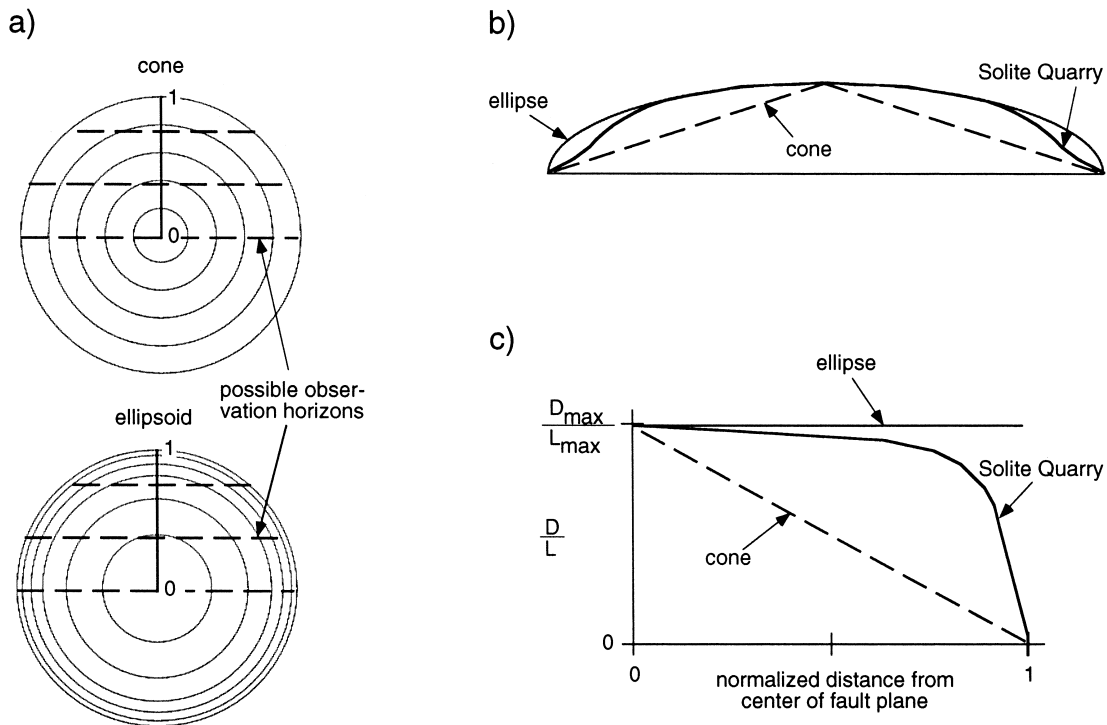 a)
cone
1
0
possible obser-
vation horizons
ellipsoid
1
0
b)
Solite Quarry
ellipse
cone
c)
ellipse
Dmax
Lmax
Solite Quarry
D
L
cone
0
0
1
normalized distance from
center of fault plane